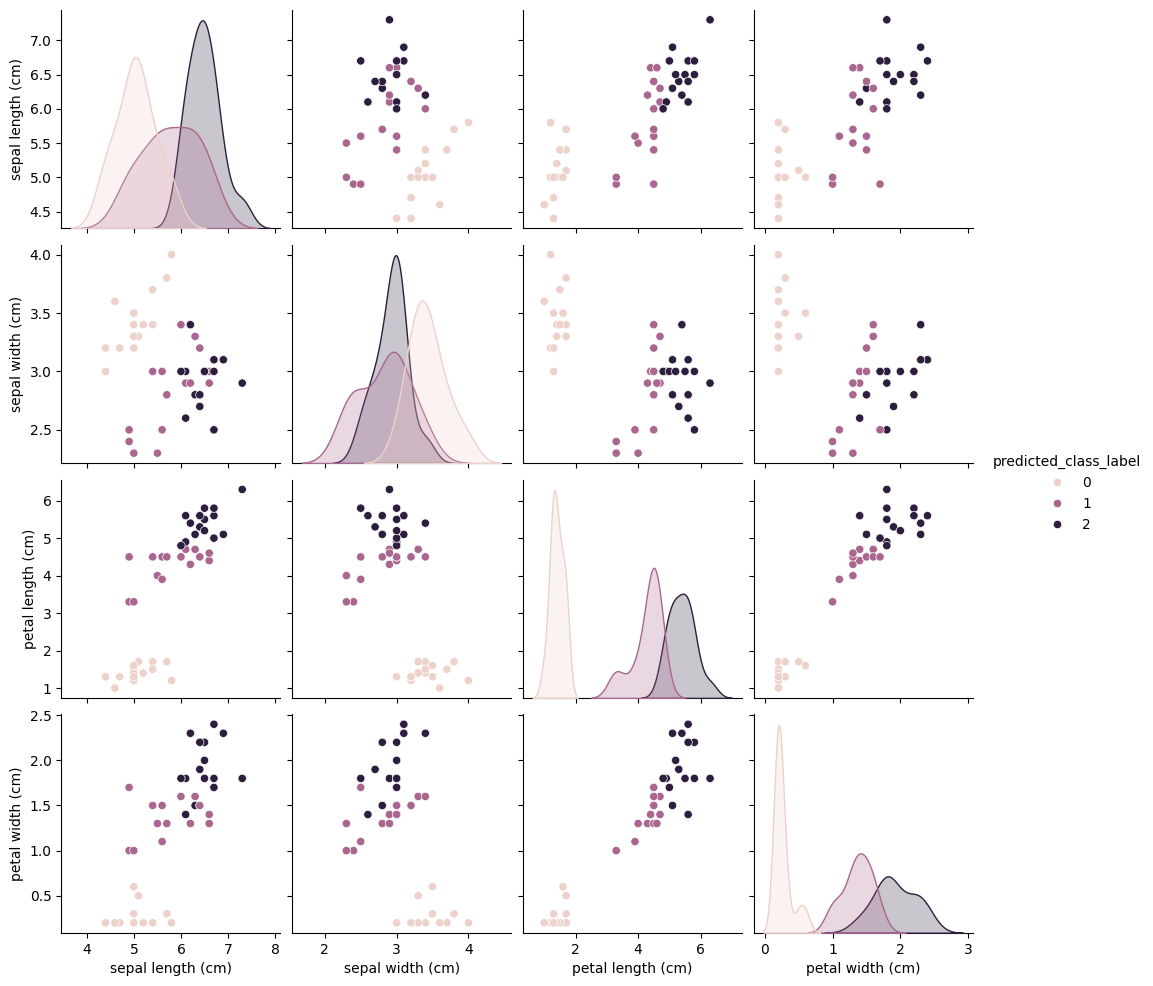 7.0
6.5
6.0
5.5
5.0
4.5
sepal length (cm)
4.0
3.5
3.0
2.5
sepal width (cm)
predicted_class_label
0
1
2
6
5
4
3
2
1
petal length (cm)
2.5
2.0
1.5
1.0
0.5
petal width (cm)
4 5 6 7 8
2 3 4
2 4 6
0 1 2 3
sepal length (cm)
sepal width (cm)
petal length (cm)
petal width (cm)